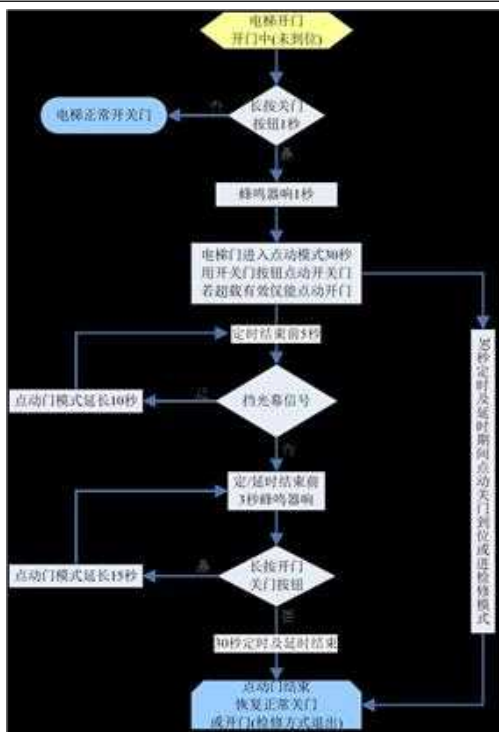 电梯开门
开门中(未到位)
长按关门
按钮1秒
否
电梯正常开关门
是
蜂鸣器响1秒
电梯门进入点动模式30秒
用开关门按钮点动开关门
若超载有效仅能点动开门
定时结束前5秒
挡光幕信号
点动门模式延长10秒
否
定/延时结束前
3秒蜂鸣器响
长按开门
关门按钮
是
点动门模式延长15秒
30秒定时及延时结束
30秒定时及延时期间点动关门到位或进检修模式
点动门结束
恢复正常关门
或开门(检修方式退出)